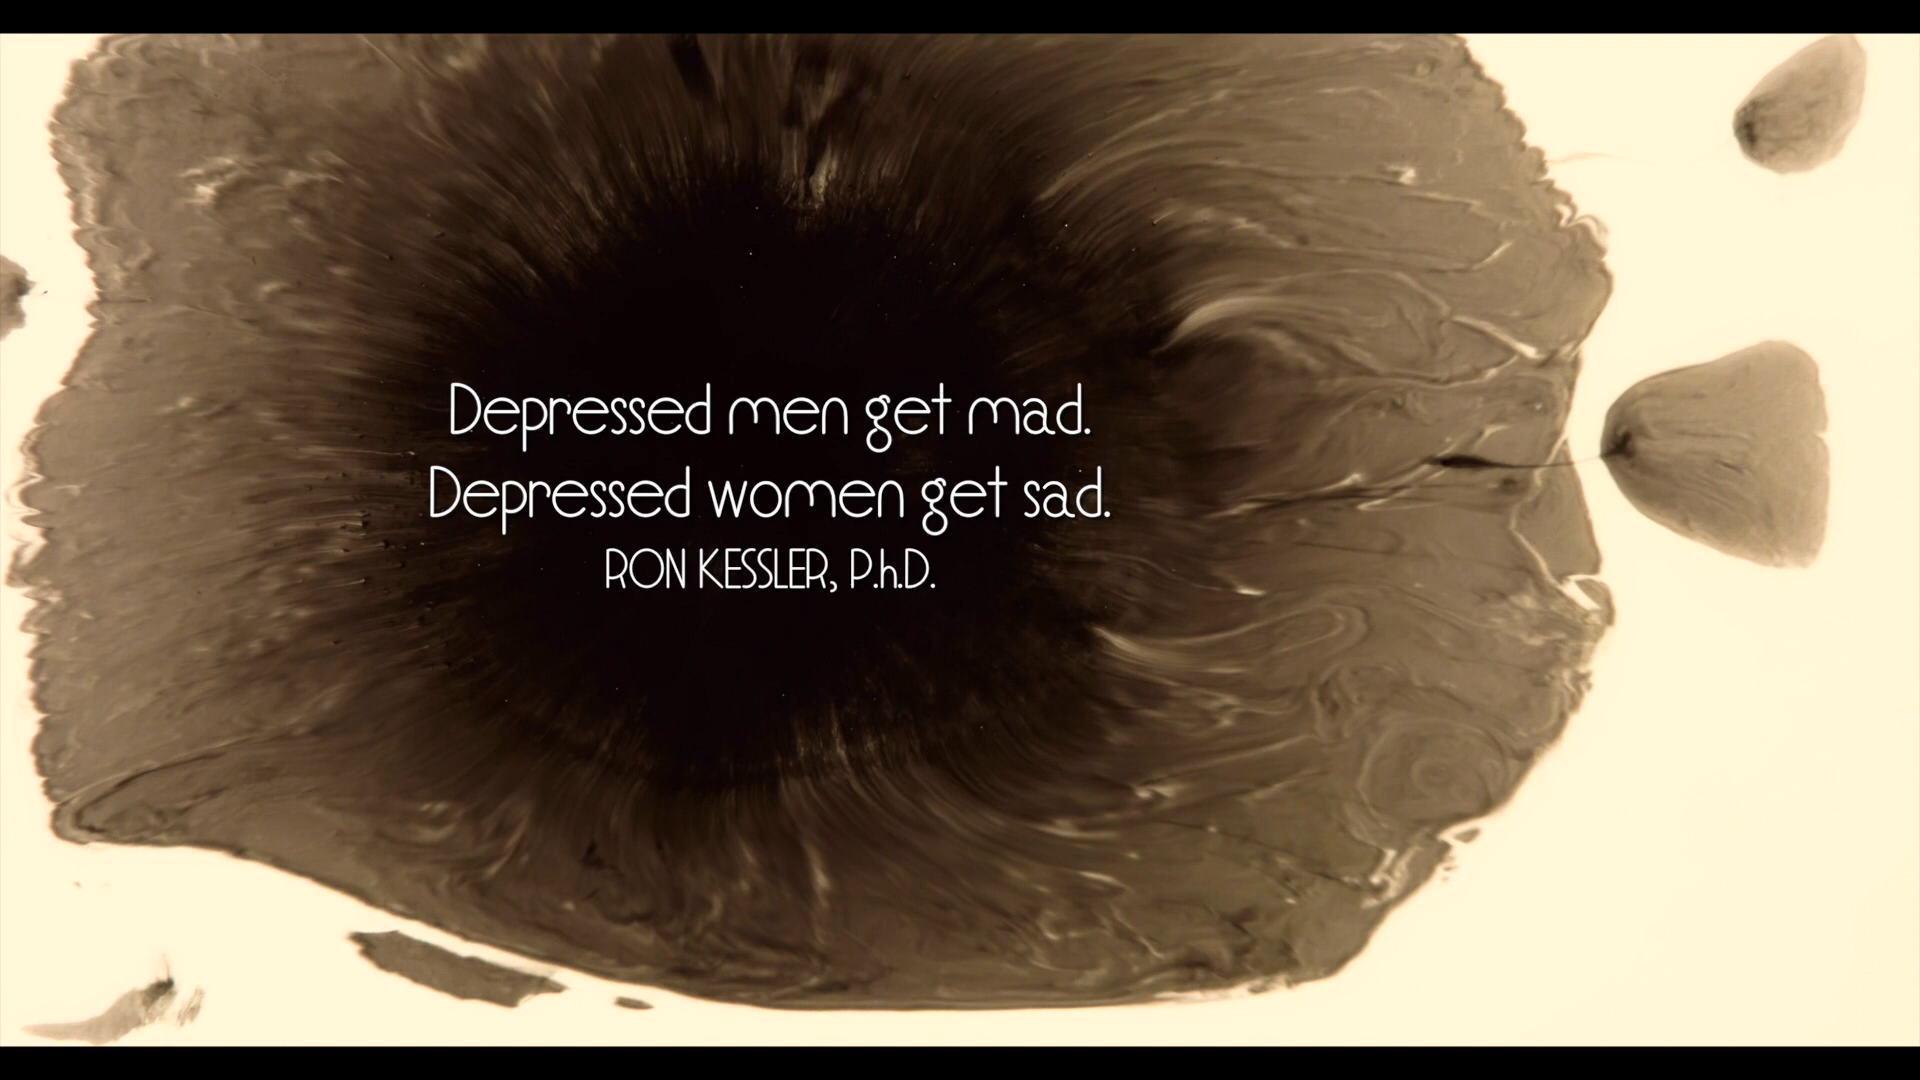 Depressed men get mad.
Depressed women get sad.
RON KESSLER, P.h.D.